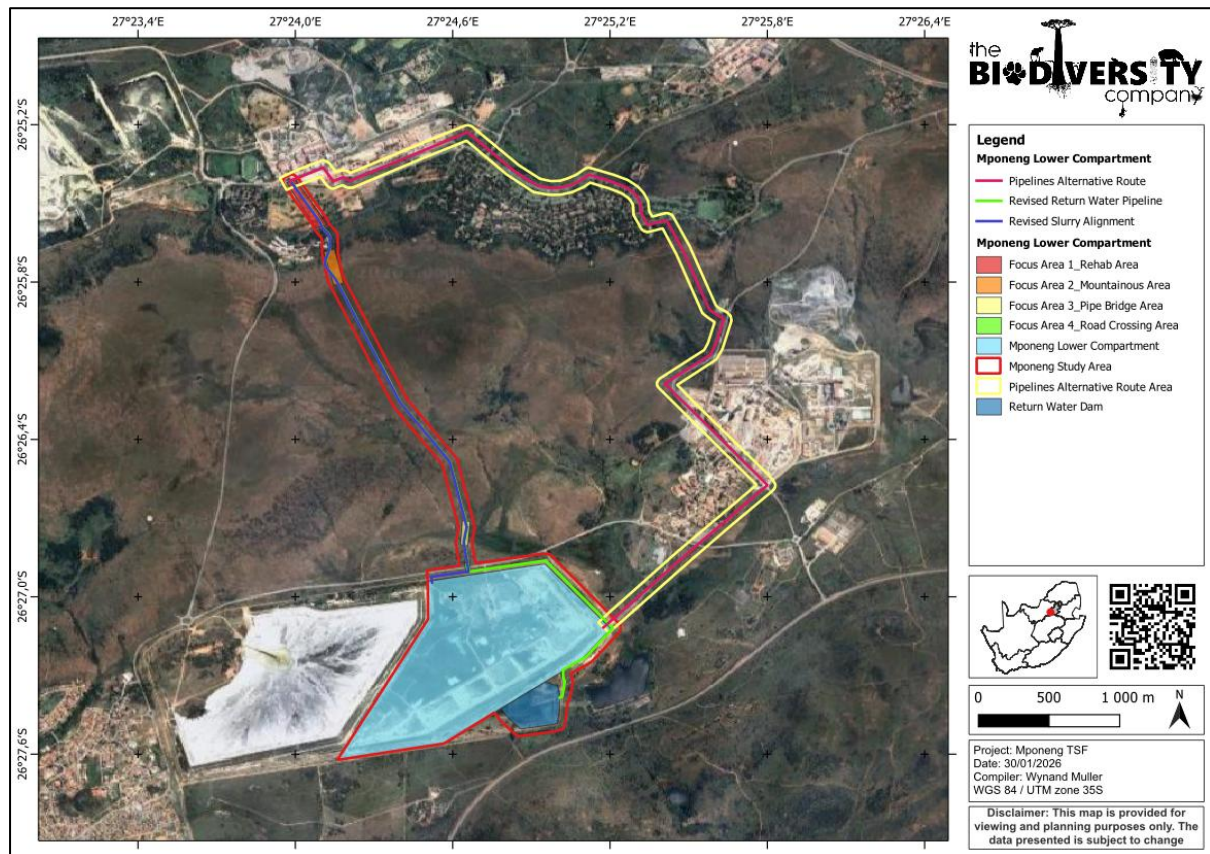 27°23,4'E
27°24,0'E
27°24,6'E
27°25,2'E
27°25,8'E
27°26,4'E
26°25,2'S
26°25,8'S
26°26,4'S
26°27,0'S
26°27,6'S
the
BIODIVERSITY
company
Legend
Mponeng Lower Compartment
Pipelines Alternative Route
Revised Return Water Pipeline
Revised Slurry Alignment
Mponeng Lower Compartment
Focus Area 1_Rehab Area
Focus Area 2_Mountainous Area
Focus Area 3_Pipe Bridge Area
Focus Area 4_Road Crossing Area
Mponeng Lower Compartment
Mponeng Study Area
Pipelines Alternative Route Area
Return Water Dam
0 500 1 000 m
N
Project: Mponeng TSF
Date: 30/01/2026
Compiler: Wynand Muller
WGS 84 / UTM zone 35S
Disclaimer: This map is provided for
viewing and planning purposes only. The
data presented is subject to change